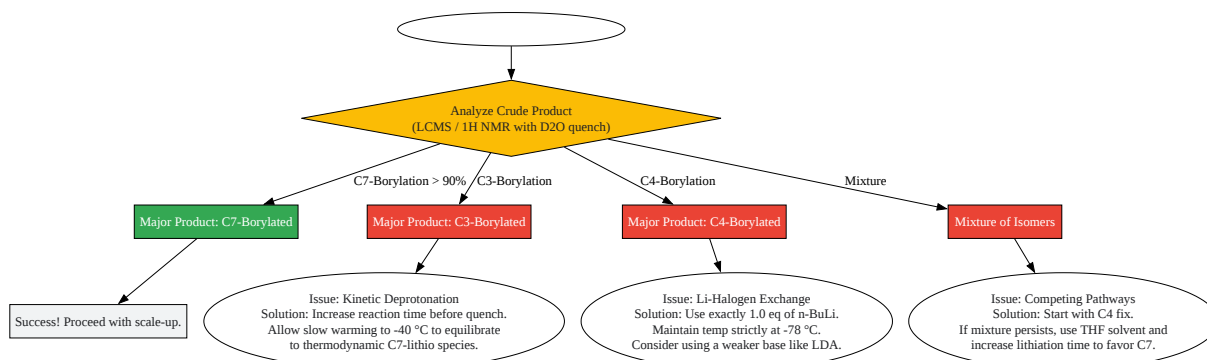 Analyze Crude Product
(LCMS / 1H NMR with D2O quench)
C7-Borylation > 90%
C3-Borylation
C4-Borylation
Mixture
Major Product: C7-Borylated
Major Product: C3-Borylated
Major Product: C4-Borylated
Mixture of Isomers
Success! Proceed with scale-up.
Issue: Kinetic Deprotonation
Solution: Increase reaction time before quench.
Allow slow warming to -40 °C to equilibrate
to thermodynamic C7-lithio species.
Issue: Li-Halogen Exchange
Solution: Use exactly 1.0 eq of n-BuLi.
Maintain temp strictly at -78 °C.
Consider using a weaker base like LDA.
Issue: Competing Pathways
Solution: Start with C4 fix.
If mixture persists, use THF solvent and
increase lithiation time to favor C7.